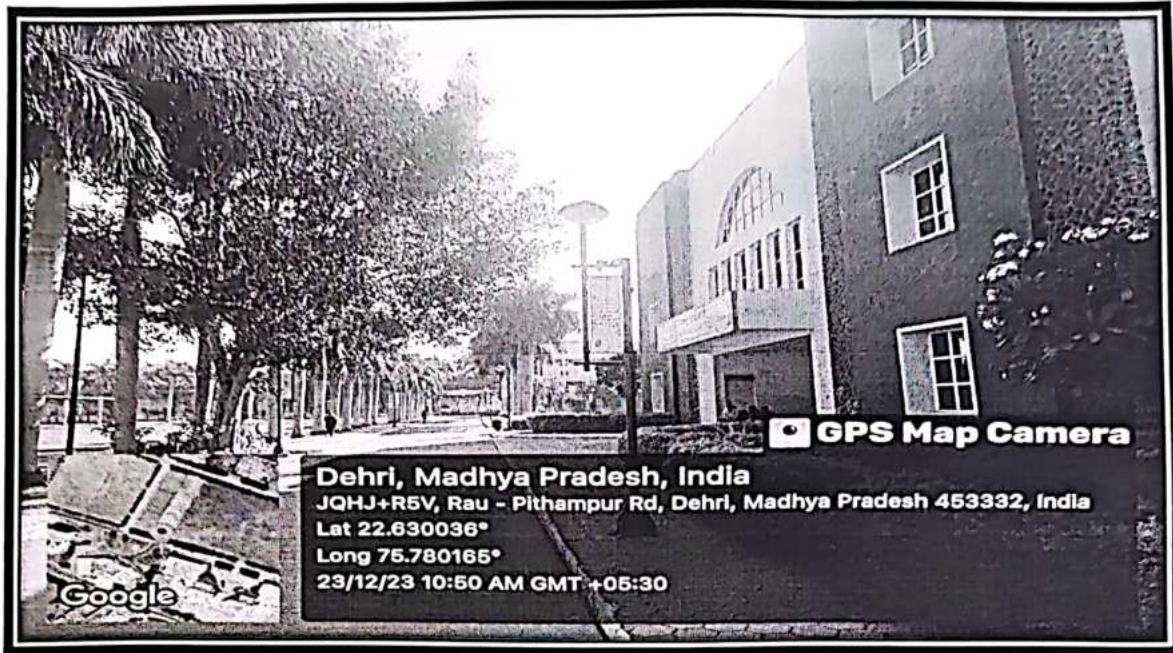 GPS Map Camera
Dehri, Madhya Pradesh, India
JQHJ+R5V, Rau - Pithampur Rd, Dehri, Madhya Pradesh 453332, India
Lat 22.630036°
Long 75.780165°
23/12/23 10:50 AM GMT +05:30
Google